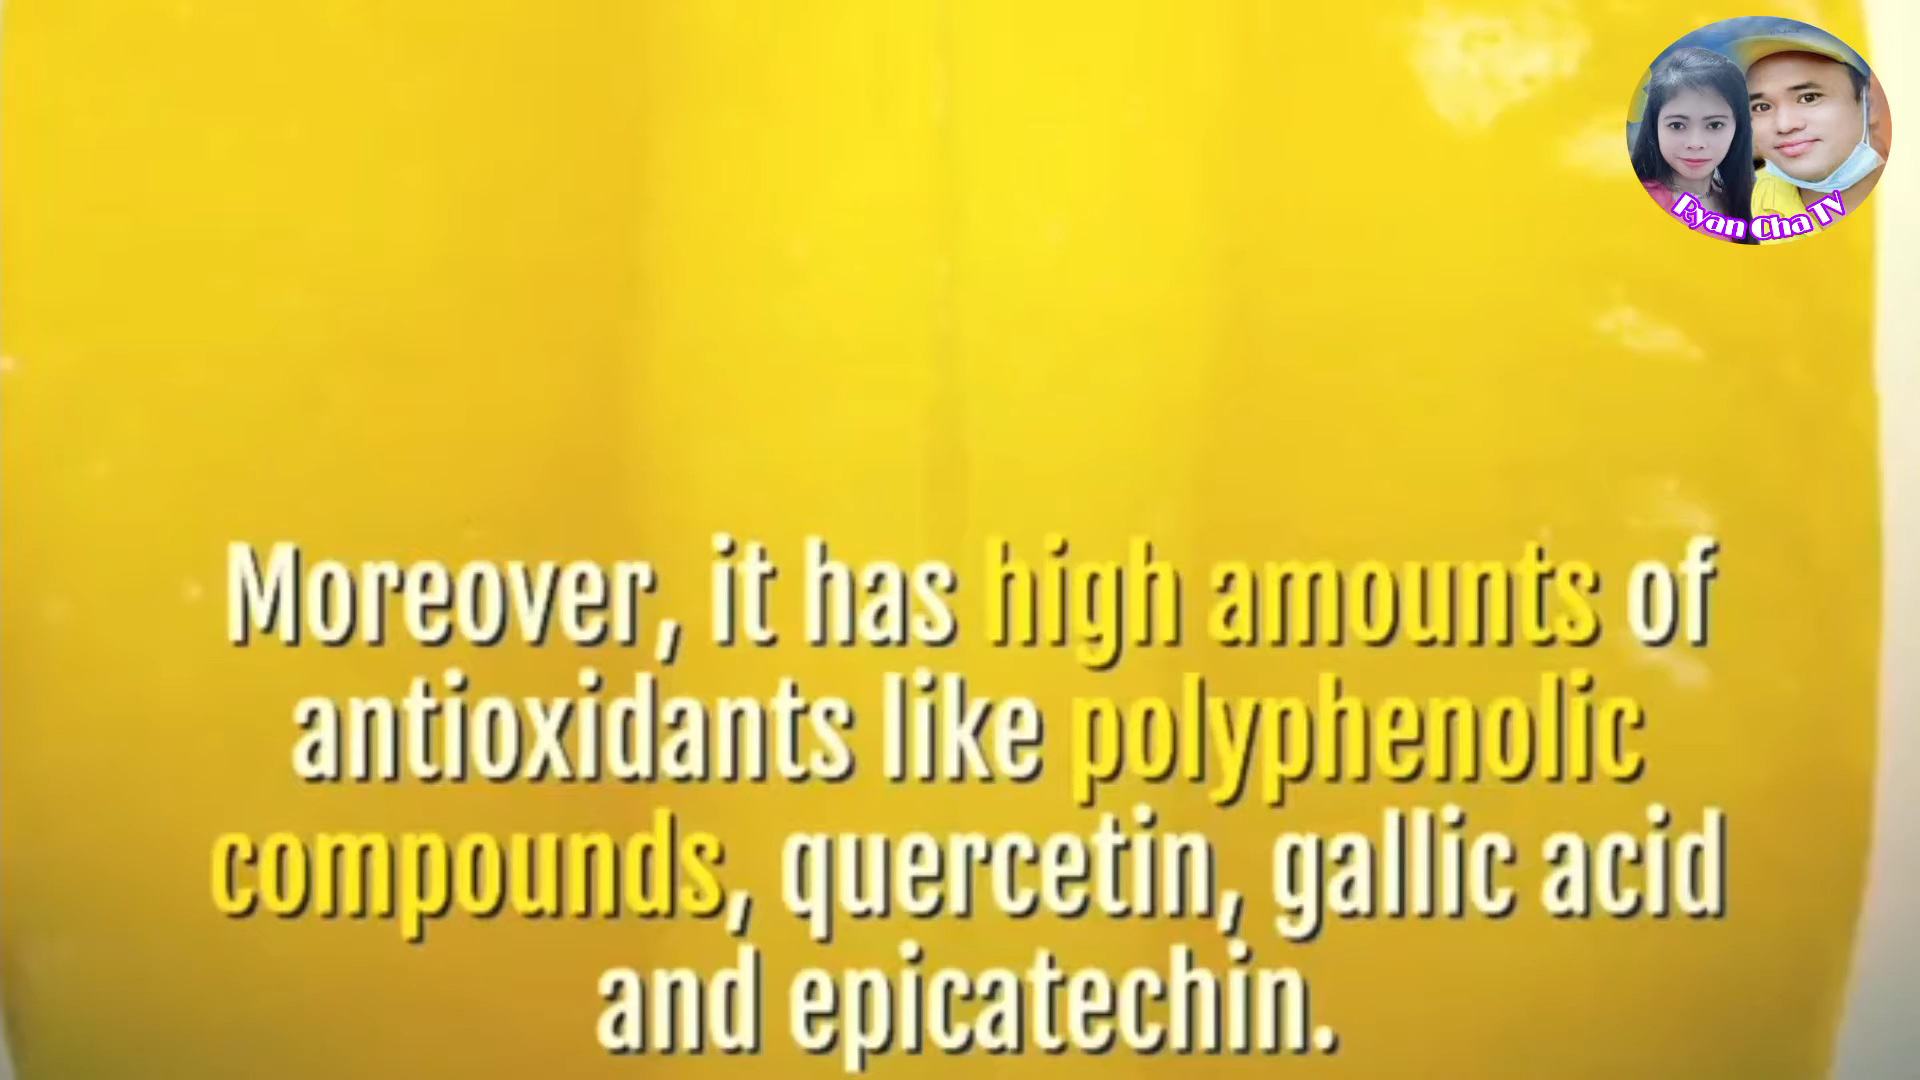 Ryan Cha TV
Moreover, it has high amounts of
antioxidants like polyphenolic
compounds, quercetin, gallic acid
and epicatechin.